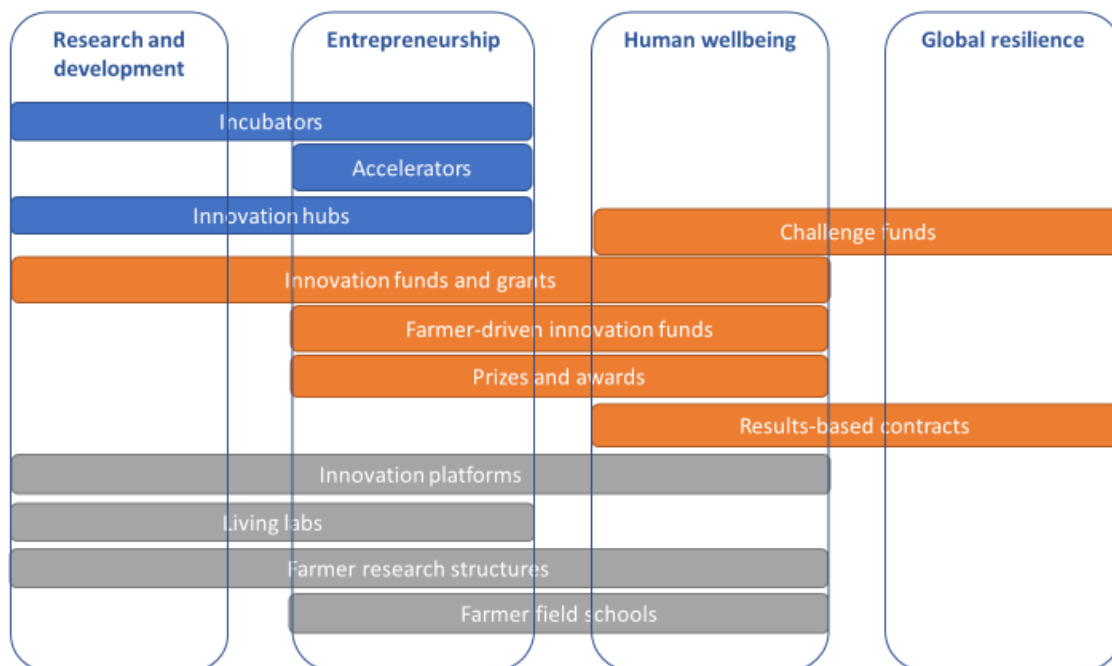 Research and
development
Entrepreneurship
Human wellbeing
Global resilience
Incubators
Accelerators
Innovation hubs
Challenge funds
Innovation funds and grants
Farmer-driven innovation funds
Prizes and awards
Results-based contracts
Innovation platforms
Living labs
Farmer research structures
Farmer field schools